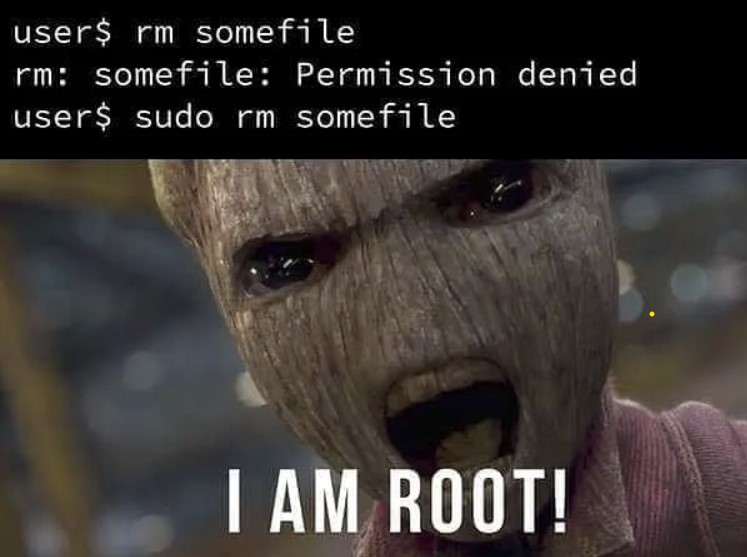 user$ rm somefile
rm: somefile: Permission denied
user$ sudo rm somefile
I AM ROOT!